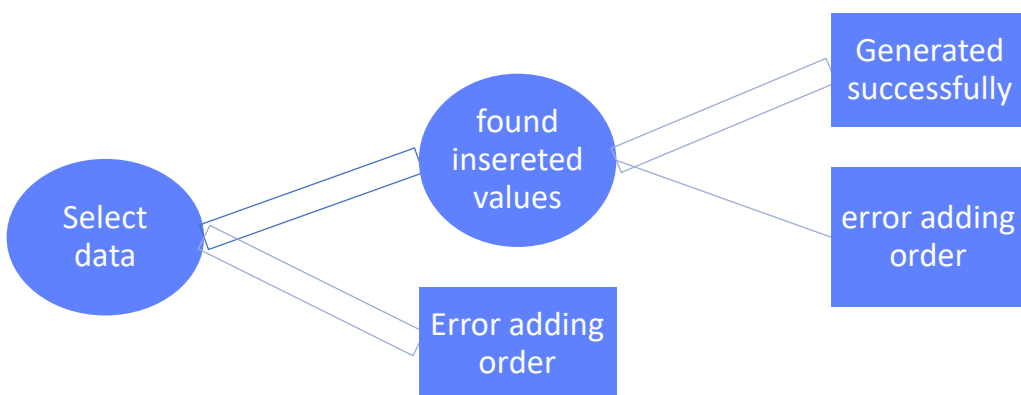 Select
data
found
insereted
values
Error adding
order
Generated
successfully
error adding
order